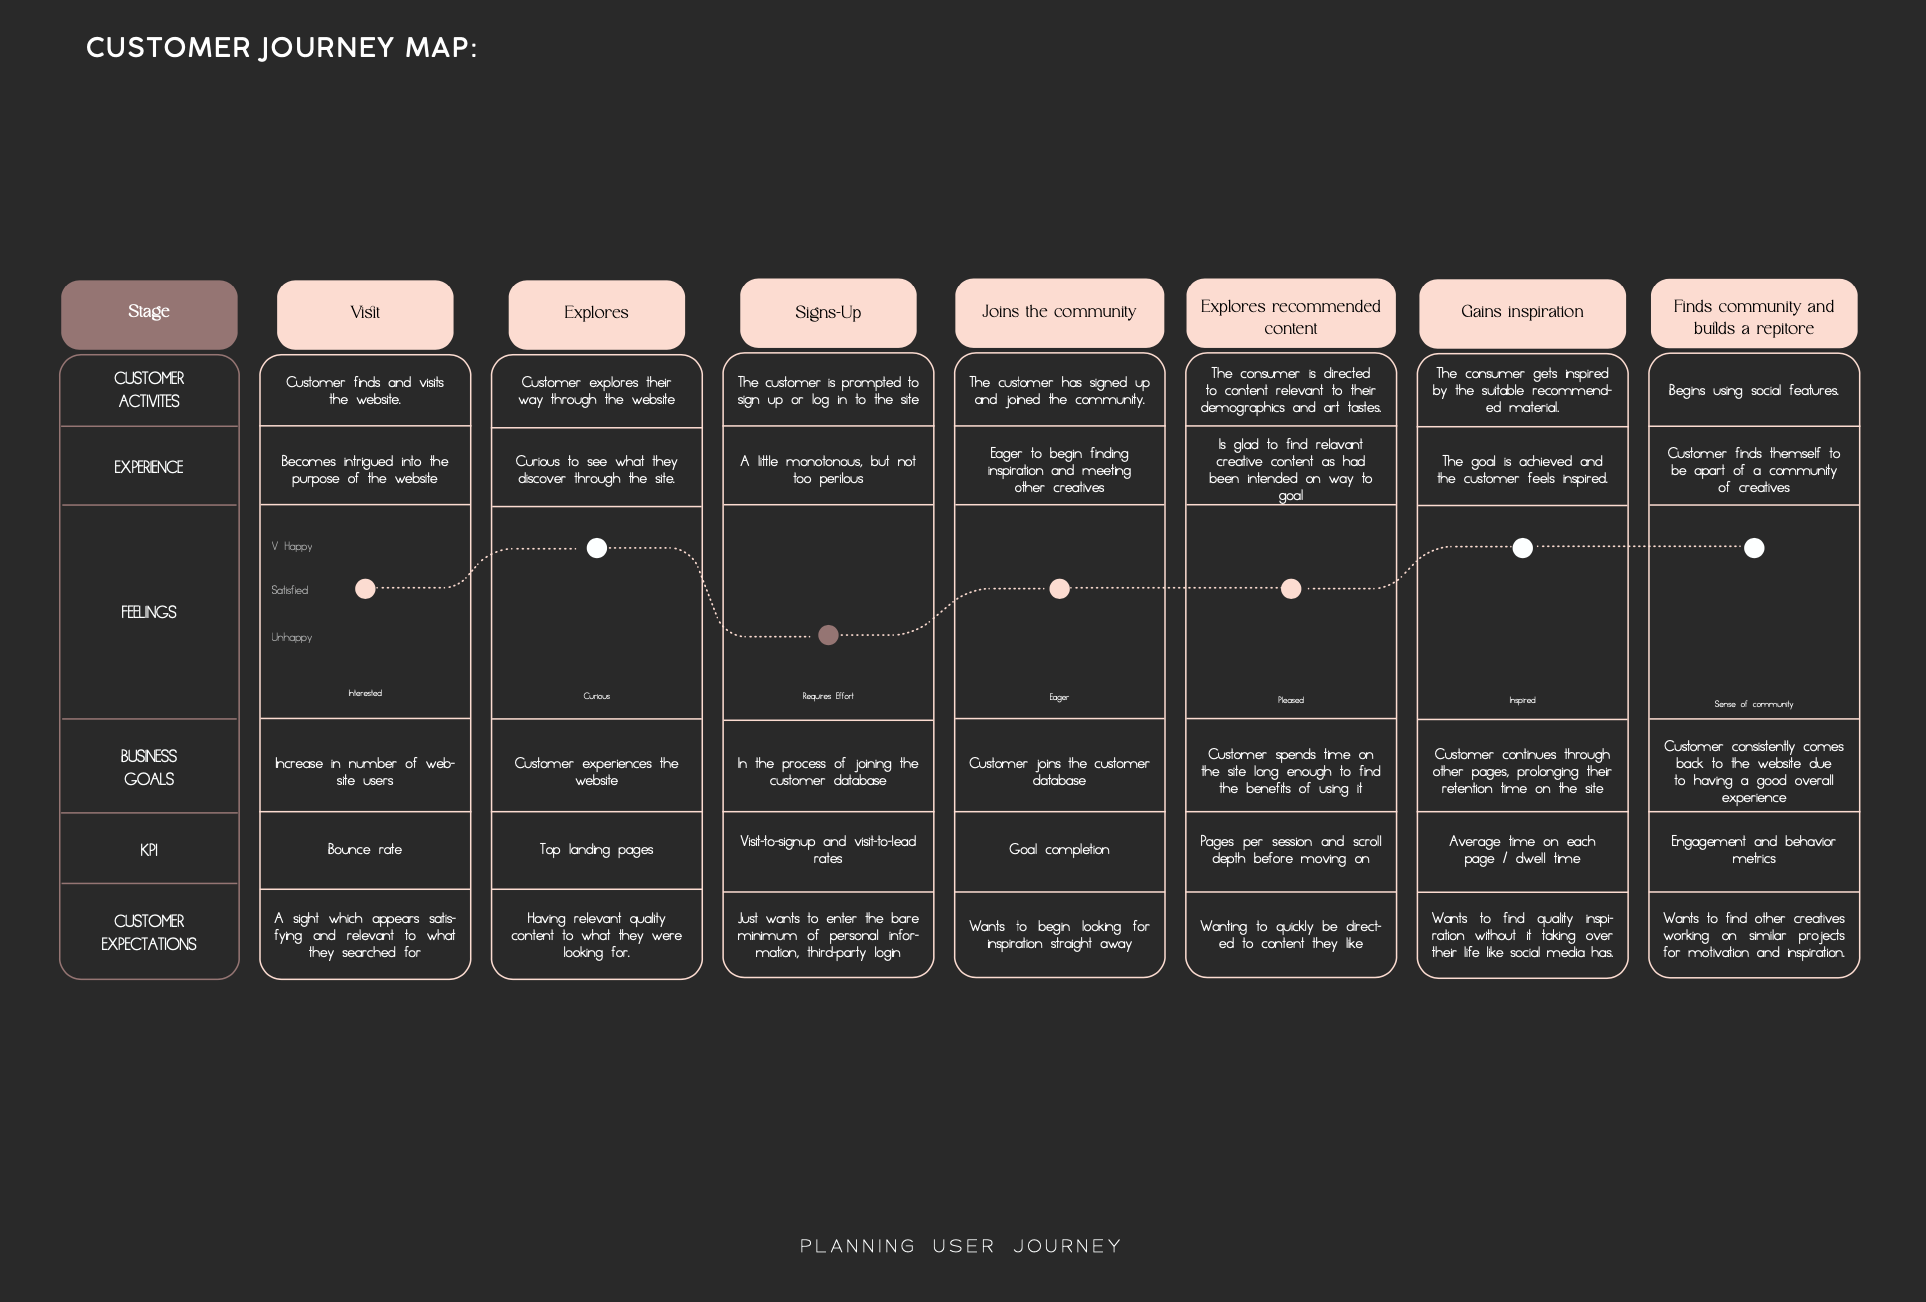 CUSTOMER JOURNEY MAP:
Stage
Visit
Explores
Signs-Up
Joins the community
Explores recommended
content
Gains inspiration
Finds community and
builds a repitore
CUSTOMER
ACTIVITES
Customer finds and visits
the website.
Customer explores their
way through the website
The customer is prompted to
sign up or log in to the site
The customer has signed up
and joined the community.
The consumer is directed
to content relevant to their
demographics and art tastes.
The consumer gets inspired
by the suitable recommend-
ed material.
Begins using social features.
EXPERIENCE
Becomes intrigued into the
purpose of the website
Curious to see what they
discover through the site.
A little monotonous, but not
too perilous
Eager to begin finding
inspiration and meeting
other creatives
Is glad to find relavant
creative content as had
been intended on way to
goal
The goal is achieved and
the customer feels inspired.
Customer finds themself to
be apart of a community
of creatives
FEELINGS
V Happy
Satisfied
Unhappy
Interested
Curious
Requires Effort
Eager
Pleased
Inspired
Sense of community
BUSINESS
GOALS
Increase in number of web-
site users
Customer experiences the
website
In the process of joining the
customer database
Customer joins the customer
database
Customer spends time on
the site long enough to find
the benefits of using it
Customer continues through
other pages, prolonging their
retention time on the site
Customer consistently comes
back to the website due
to having a good overall
experience
KPI
Bounce rate
Top landing pages
Visit-to-signup and visit-to-lead
rates
Goal completion
Pages per session and scroll
depth before moving on
Average time on each
page / dwell time
Engagement and behavior
metrics
CUSTOMER
EXPECTATIONS
A sight which appears satis-
fying and relevant to what
they searched for
Having relevant quality
content to what they were
looking for.
Just wants to enter the bare
minimum of personal infor-
mation, third-party login
Wants to begin looking for
inspiration straight away
Wanting to quickly be direct-
ed to content they like
Wants to find quality inspi-
ration without it taking over
their life like social media has.
Wants to find other creatives
working on similar projects
for motivation and inspiration.
PLANNING USER JOURNEY